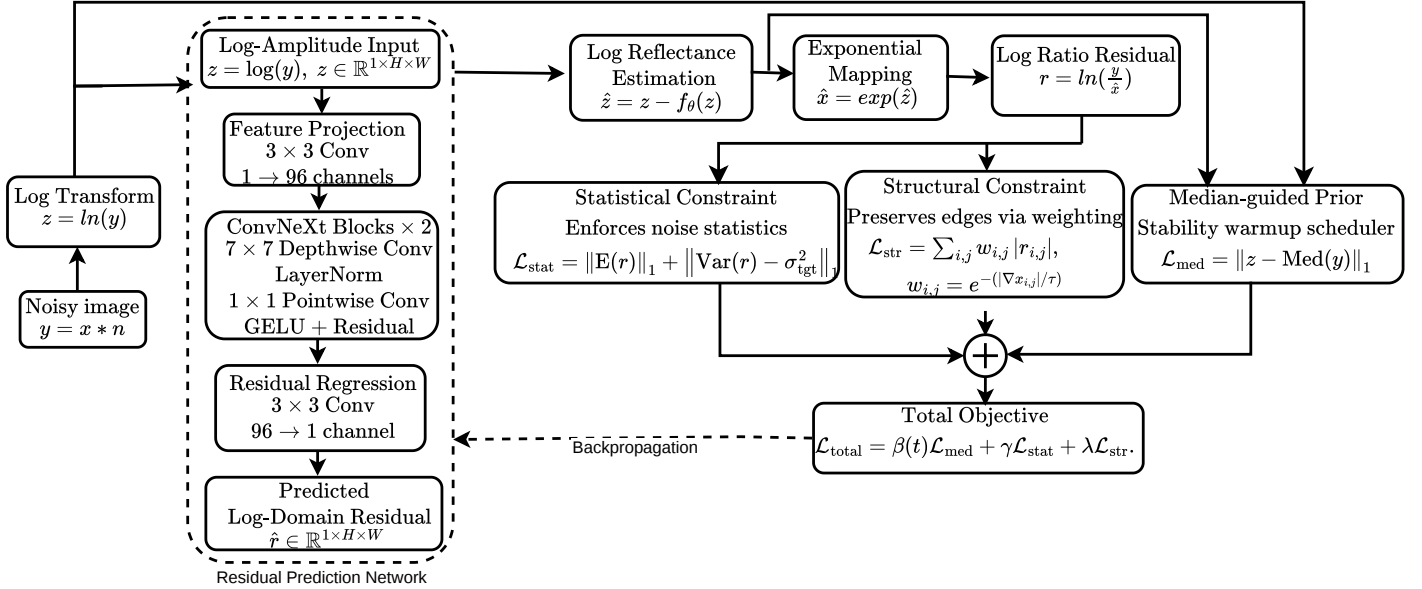 Noisy image
y = x * n
Log Transform
z = ln(y)
Log-Amplitude Input
z = log(y), z ∈ ℝ^{1×H×W}
Feature Projection
3 × 3 Conv
1 → 96 channels
ConvNeXt Blocks × 2
7 × 7 Depthwise Conv
LayerNorm
1 × 1 Pointwise Conv
GELU + Residual
Residual Regression
3 × 3 Conv
96 → 1 channel
Predicted
Log-Domain Residual
r̂ ∈ ℝ^{1×H×W}
Residual Prediction Network
Log Reflectance
Estimation
ẑ = z − f_θ(z)
Exponential
Mapping
x̂ = exp(ẑ)
Log Ratio Residual
r = ln(y/x̂)
Statistical Constraint
Enforces noise statistics
ℒ_stat = ‖E(r)‖₁ + ‖Var(r) − σ²_tgt‖₁
Structural Constraint
Preserves edges via weighting
ℒ_str = ∑_{i,j} w_{i,j} |r_{i,j}|,
w_{i,j} = e^{−(|∇x_{i,j}|/τ)}
Median-guided Prior
Stability warmup scheduler
ℒ_med = ‖z − Med(y)‖₁
+
Total Objective
ℒ_total = β(t)ℒ_med + γℒ_stat + λℒ_str.
Backpropagation